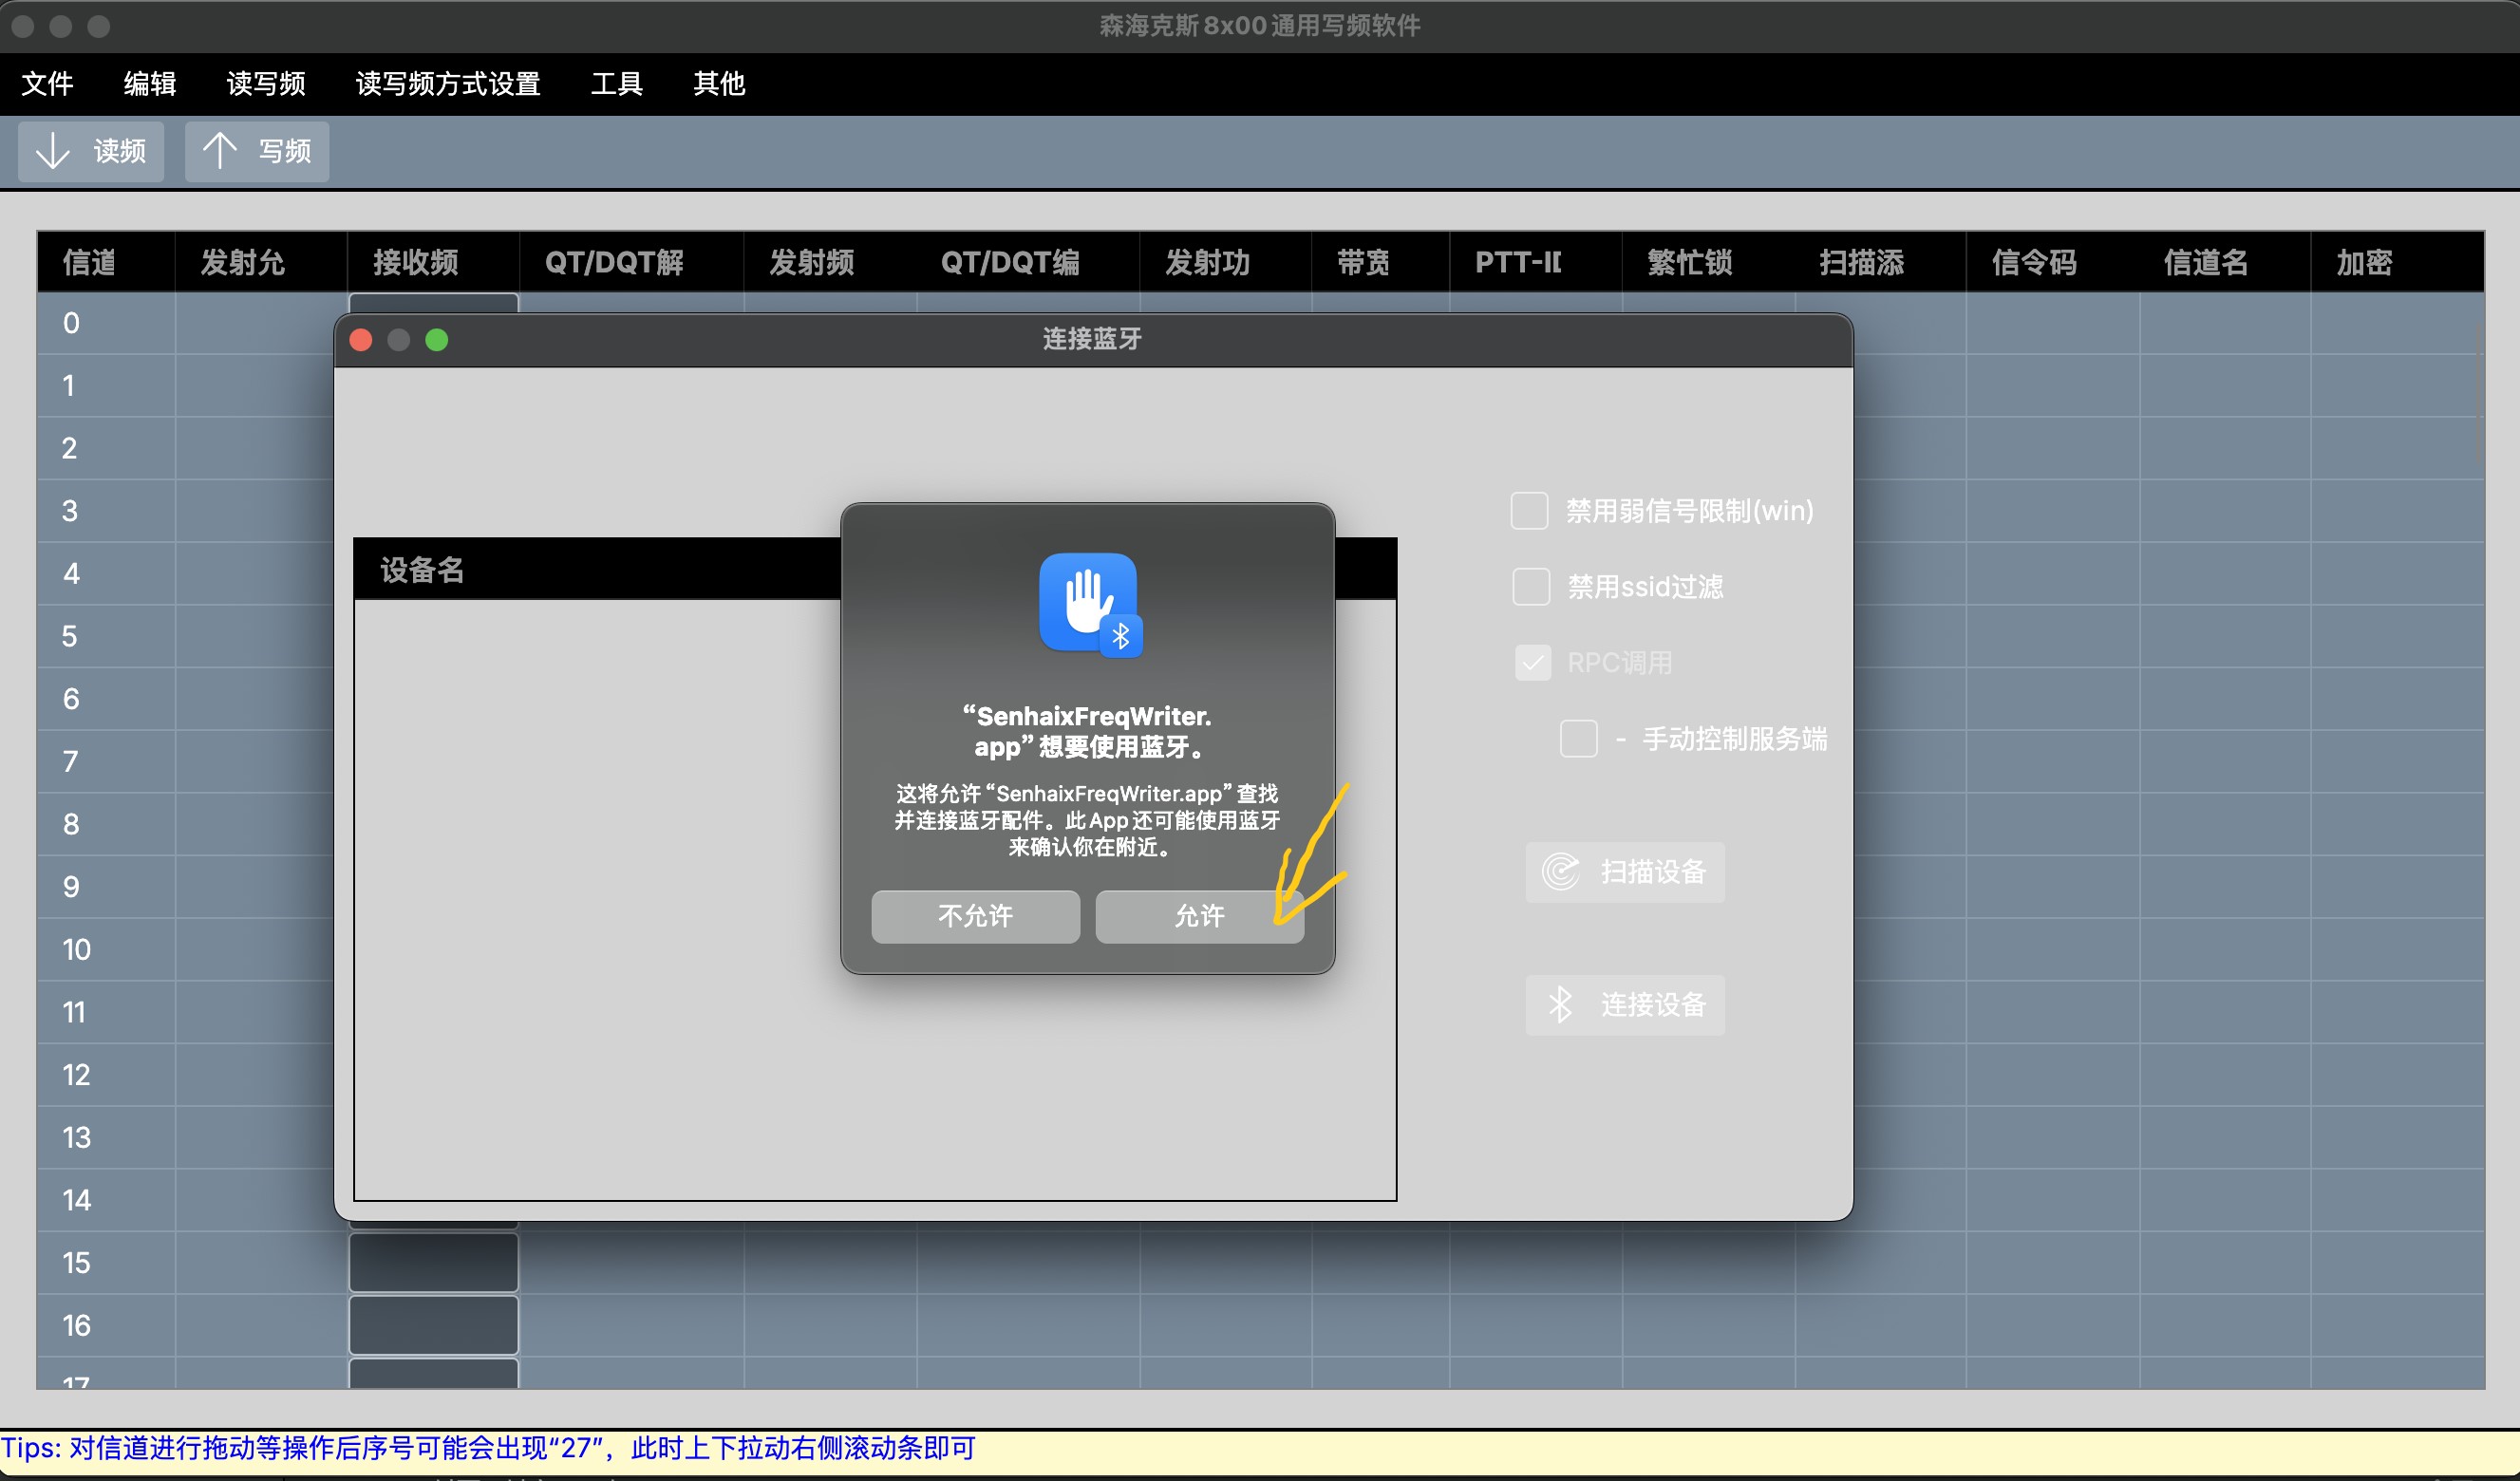 森海克斯8x00通用写频软件
文件 编辑 读写频 读写频方式设置 工具 其他
读频 写频
信道 发射允 接收频 QT/DQT解 发射频 QT/DQT编 发射功 带宽 PTT-ID 繁忙锁 扫描添 信令码 信道名 加密
0
1
2
3
4
5
6
7
8
9
10
11
12
13
14
15
16
17
连接蓝牙
设备名
禁用弱信号限制(win)
禁用ssid过滤
RPC调用
- 手动控制服务端
扫描设备
连接设备
“SenhaixFreqWriter.
app”想要使用蓝牙。
这将允许“SenhaixFreqWriter.app”查找
并连接蓝牙配件。此App还可能使用蓝牙
来确认你在附近。
不允许 允许
Tips: 对信道进行拖动等操作后序号可能会出现“27”，此时上下拉动右侧滚动条即可